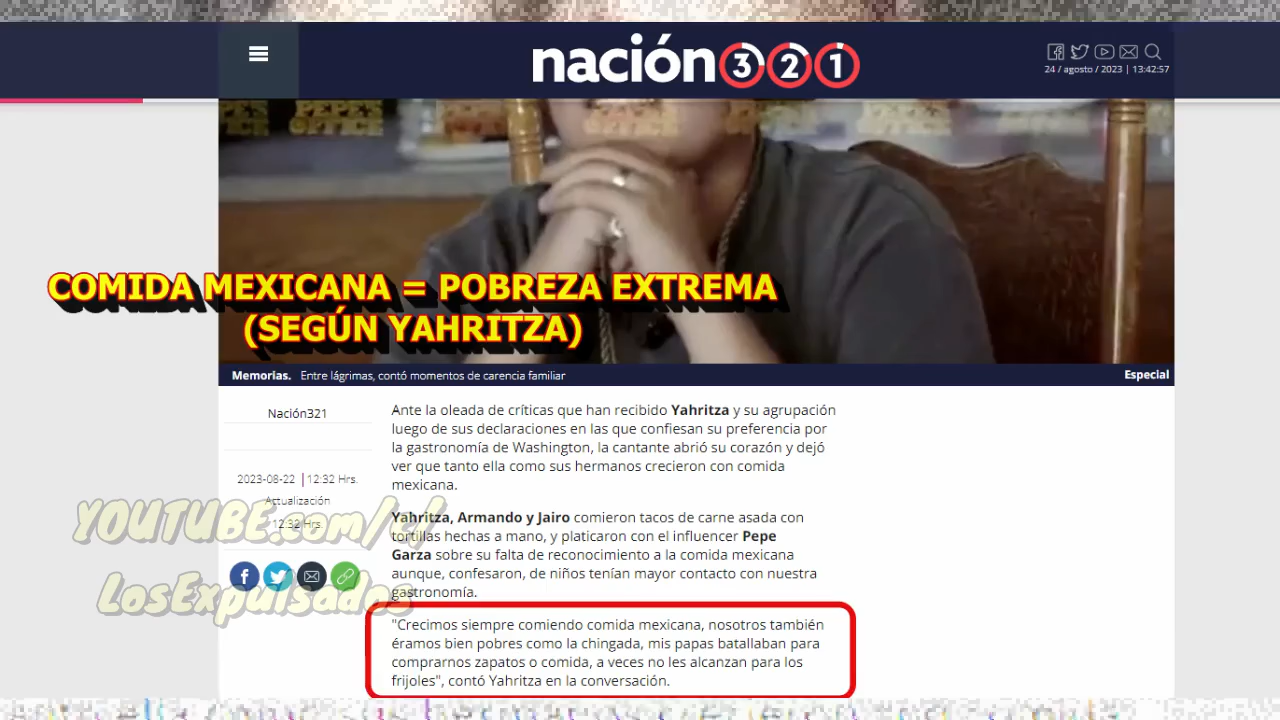 nación321
24 / agosto / 2023 | 13:42:57
PEPE'S OFFICE
COMIDA MEXICANA = POBREZA EXTREMA
(SEGÚN YAHRITZA)
Memorias. Entre lágrimas, contó momentos de carencia familiar
Especial
Nación321
2023-08-22 | 12:32 Hrs.
Actualización
12:32 Hrs.
Ante la oleada de críticas que han recibido Yahritza y su agrupación
luego de sus declaraciones en las que confiesan su preferencia por
la gastronomía de Washington, la cantante abrió su corazón y dejó
ver que tanto ella como sus hermanos crecieron con comida
mexicana.
Yahritza, Armando y Jairo comieron tacos de carne asada con
tortillas hechas a mano, y platicaron con el influencer Pepe
Garza sobre su falta de reconocimiento a la comida mexicana
aunque, confesaron, de niños tenían mayor contacto con nuestra
gastronomía.
"Crecimos siempre comiendo comida mexicana, nosotros también
éramos bien pobres como la chingada, mis papas batallaban para
comprarnos zapatos o comida, a veces no les alcanzan para los
frijoles", contó Yahritza en la conversación.
YOUTUBE.com/c/
LosExpulsados